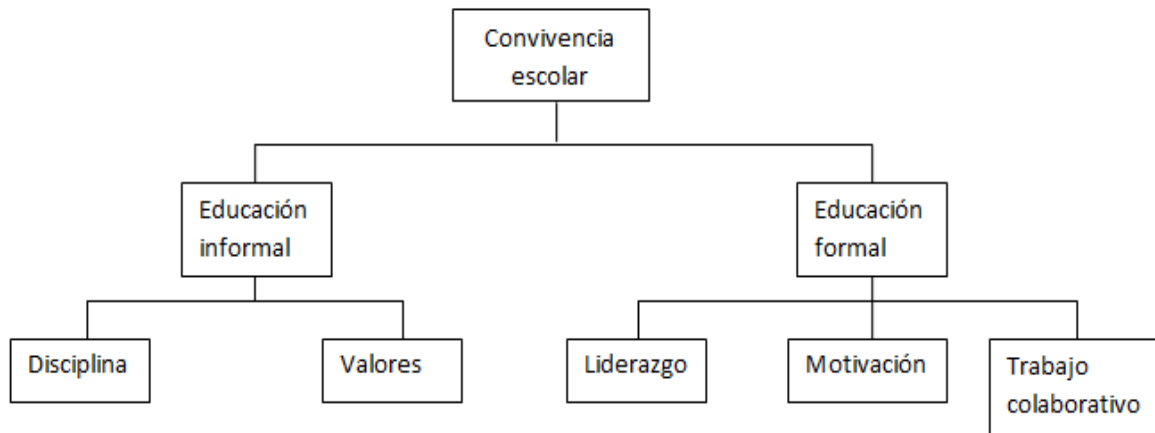 Convivencia
escolar
Educación
informal
Educación
formal
Disciplina
Valores
Liderazgo
Motivación
Trabajo
colaborativo